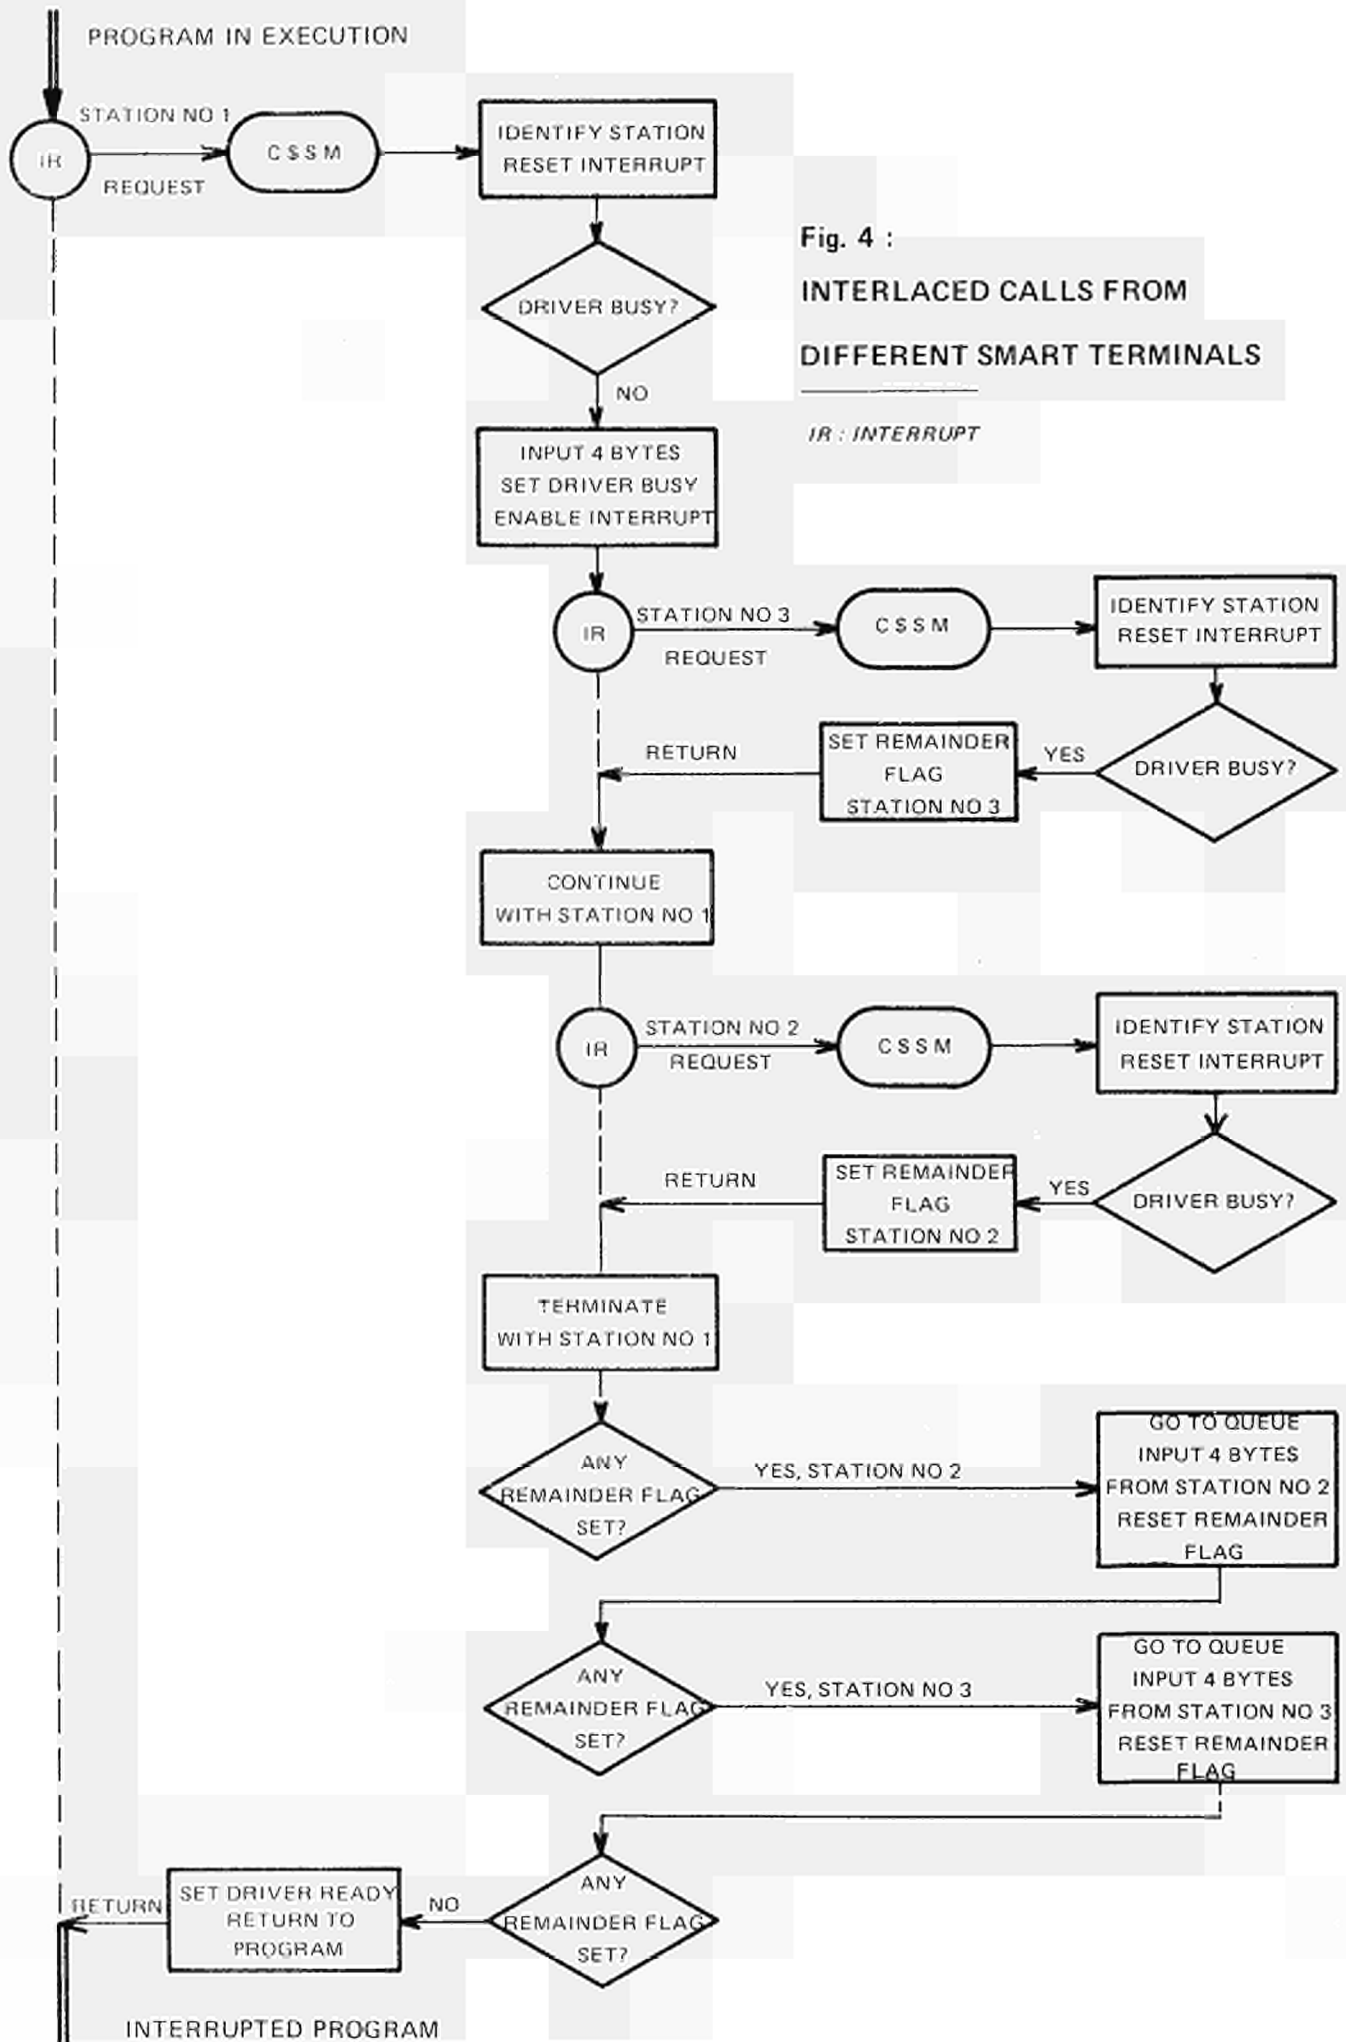 PROGRAM IN EXECUTION
STATION NO 1
IR
REQUEST
CSSM
IDENTIFY STATION
RESET INTERRUPT
Fig. 4 :
INTERLACED CALLS FROM
DIFFERENT SMART TERMINALS
IR : INTERRUPT
DRIVER BUSY?
NO
INPUT 4 BYTES
SET DRIVER BUSY
ENABLE INTERRUPT
IR
STATION NO 3
REQUEST
CSSM
IDENTIFY STATION
RESET INTERRUPT
DRIVER BUSY?
YES
SET REMAINDER
FLAG
STATION NO 3
RETURN
CONTINUE
WITH STATION NO 1
IR
STATION NO 2
REQUEST
CSSM
IDENTIFY STATION
RESET INTERRUPT
DRIVER BUSY?
YES
SET REMAINDER
FLAG
STATION NO 2
RETURN
TERMINATE
WITH STATION NO 1
ANY
REMAINDER FLAG
SET?
YES, STATION NO 2
GO TO QUEUE
INPUT 4 BYTES
FROM STATION NO 2
RESET REMAINDER
FLAG
ANY
REMAINDER FLAG
SET?
YES, STATION NO 3
GO TO QUEUE
INPUT 4 BYTES
FROM STATION NO 3
RESET REMAINDER
FLAG
ANY
REMAINDER FLAG
SET?
NO
SET DRIVER READY
RETURN TO
PROGRAM
RETURN
INTERRUPTED PROGRAM